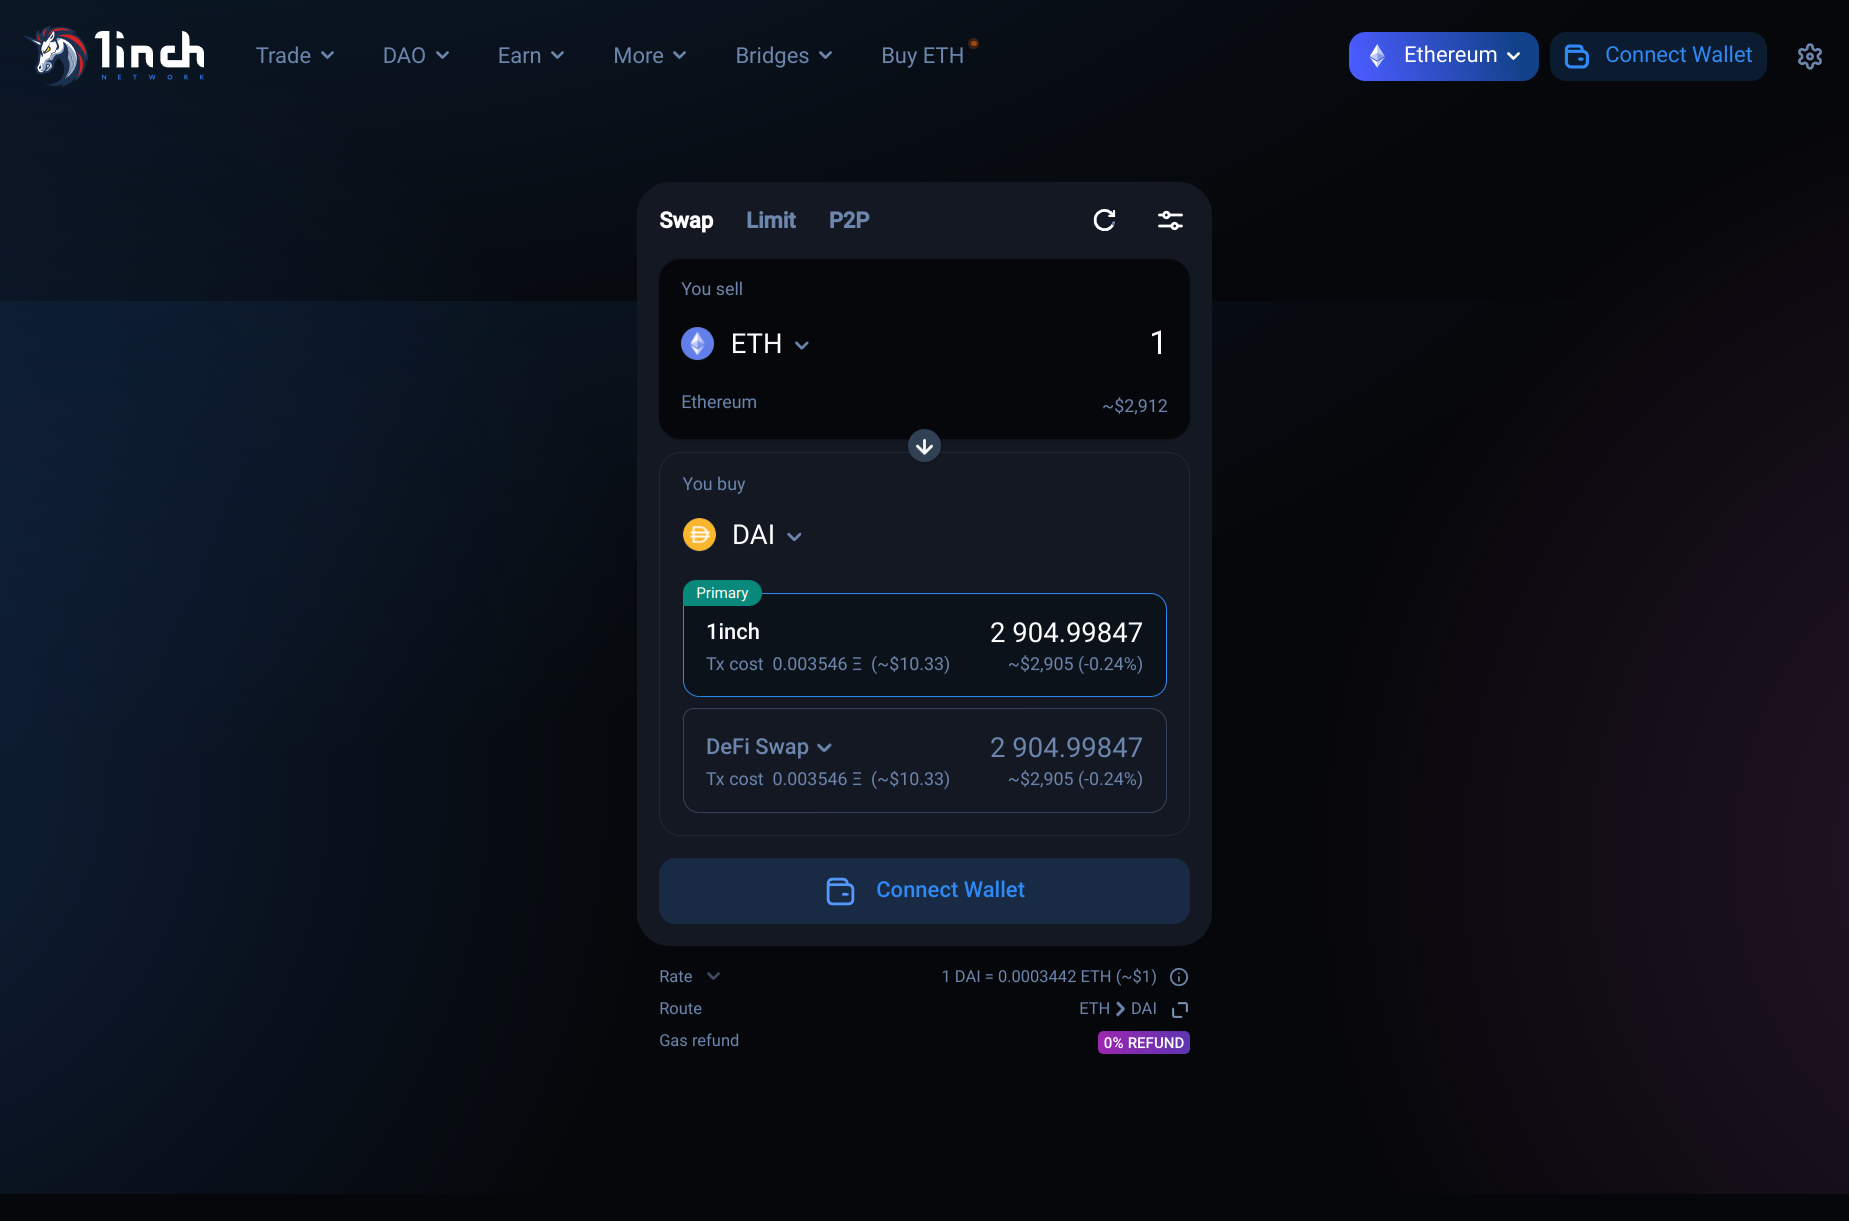 1inch
NETWORK
Trade
DAO
Earn
More
Bridges
Buy ETH
Ethereum
Connect Wallet
Swap Limit P2P
You sell
ETH 1
Ethereum ~$2,912
You buy
DAI
Primary
1inch 2 904.99847
Tx cost 0.003546 Ξ (~$10.33) ~$2,905 (-0.24%)
DeFi Swap 2 904.99847
Tx cost 0.003546 Ξ (~$10.33) ~$2,905 (-0.24%)
Connect Wallet
Rate 1 DAI = 0.0003442 ETH (~$1)
Route ETH > DAI
Gas refund 0% REFUND